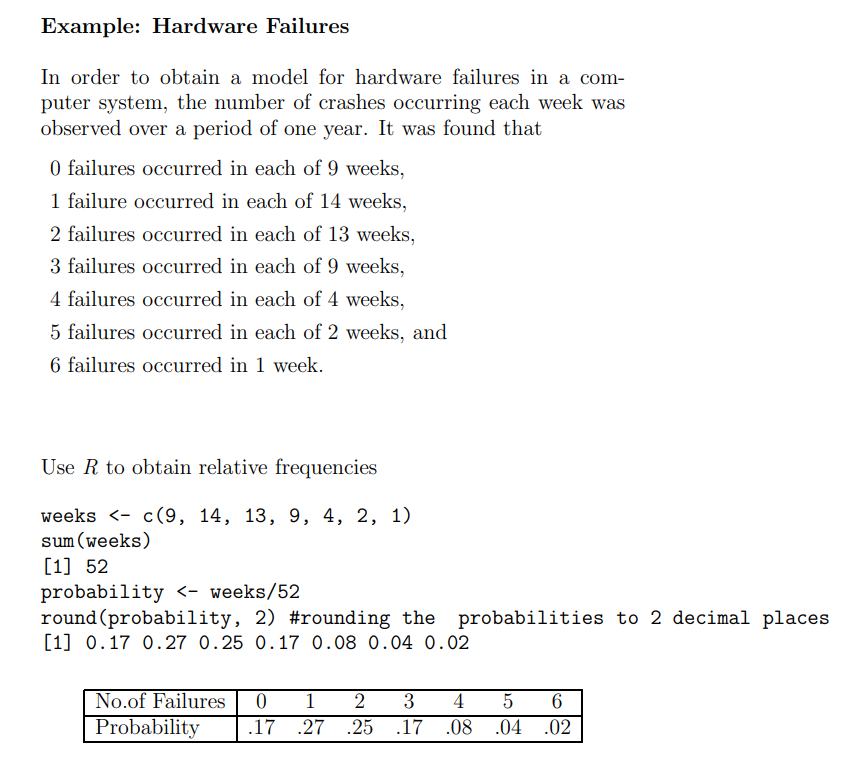 Example: Hardware Failures
In order to obtain a model for hardware failures in a com-
puter system, the number of crashes occurring each week was
observed over a period of one year. It was found that
0 failures occurred in each of 9 weeks,
1 failure occurred in each of 14 weeks,
2 failures occurred in each of 13 weeks,
3 failures occurred in each of 9 weeks,
4 failures occurred in each of 4 weeks,
5 failures occurred in each of 2 weeks, and
6 failures occurred in 1 week.
Use R to obtain relative frequencies
weeks <- c(9, 14, 13, 9, 4, 2, 1)
sum(weeks)
[1] 52
probability <- weeks/52
round(probability, 2) #rounding the  probabilities to 2 decimal places
[1] 0.17 0.27 0.25 0.17 0.08 0.04 0.02
No.of Failures 0 1 2 3 4 5 6
Probability .17 .27 .25 .17 .08 .04 .02